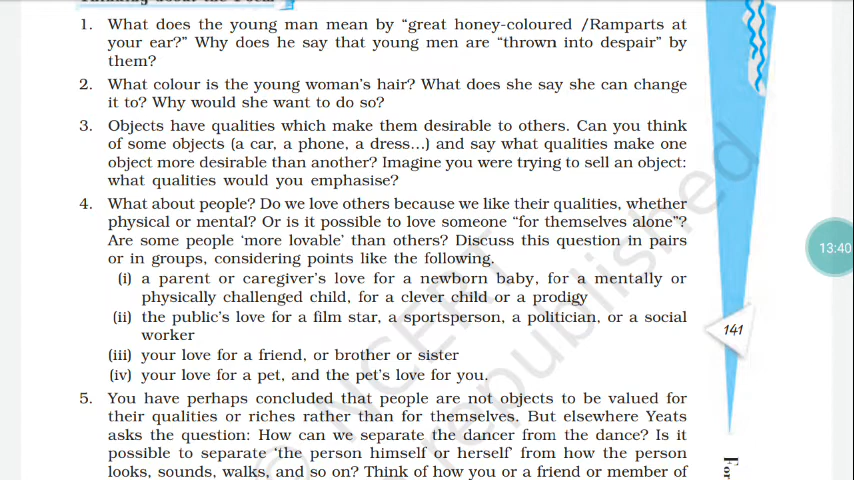 Thinking about the Poem
1. What does the young man mean by “great honey-coloured /Ramparts at
your ear?” Why does he say that young men are “thrown into despair” by
them?
2. What colour is the young woman’s hair? What does she say she can change
it to? Why would she want to do so?
3. Objects have qualities which make them desirable to others. Can you think
of some objects (a car, a phone, a dress...) and say what qualities make one
object more desirable than another? Imagine you were trying to sell an object:
what qualities would you emphasise?
4. What about people? Do we love others because we like their qualities, whether
physical or mental? Or is it possible to love someone “for themselves alone”?
Are some people ‘more lovable’ than others? Discuss this question in pairs
or in groups, considering points like the following.
(i) a parent or caregiver’s love for a newborn baby, for a mentally or
physically challenged child, for a clever child or a prodigy
(ii) the public’s love for a film star, a sportsperson, a politician, or a social
worker
(iii) your love for a friend, or brother or sister
(iv) your love for a pet, and the pet’s love for you.
5. You have perhaps concluded that people are not objects to be valued for
their qualities or riches rather than for themselves. But elsewhere Yeats
asks the question: How can we separate the dancer from the dance? Is it
possible to separate ‘the person himself or herself’ from how the person
looks, sounds, walks, and so on? Think of how you or a friend or member of
13:40
141
© NCERT
republished